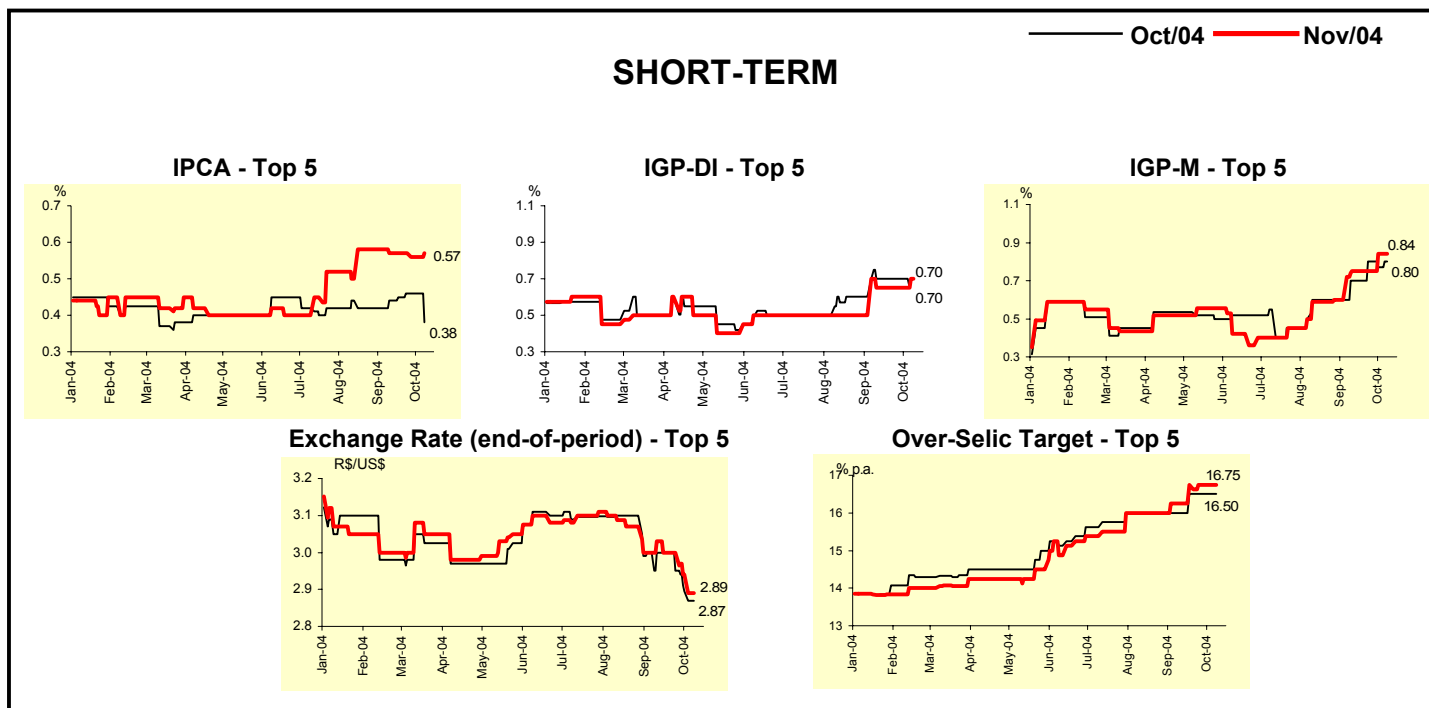 Oct/04 Nov/04
SHORT-TERM
IPCA - Top 5
%
0.7
0.6
0.5
0.4
0.3
0.57
0.38
Jan-04 Feb-04 Mar-04 Apr-04 May-04 Jun-04 Jul-04 Aug-04 Sep-04 Oct-04
IGP-DI - Top 5
%
1.1
0.9
0.7
0.5
0.3
0.70
0.70
Jan-04 Feb-04 Mar-04 Apr-04 May-04 Jun-04 Jul-04 Aug-04 Sep-04 Oct-04
IGP-M - Top 5
%
1.1
0.9
0.7
0.5
0.3
0.84
0.80
Jan-04 Feb-04 Mar-04 Apr-04 May-04 Jun-04 Jul-04 Aug-04 Sep-04 Oct-04
Exchange Rate (end-of-period) - Top 5
R$/US$
3.2
3.1
3.0
2.9
2.8
2.89
2.87
Jan-04 Feb-04 Mar-04 Apr-04 May-04 Jun-04 Jul-04 Aug-04 Sep-04 Oct-04
Over-Selic Target - Top 5
% p.a.
17
16
15
14
13
16.75
16.50
Jan-04 Feb-04 Mar-04 Apr-04 May-04 Jun-04 Jul-04 Aug-04 Sep-04 Oct-04